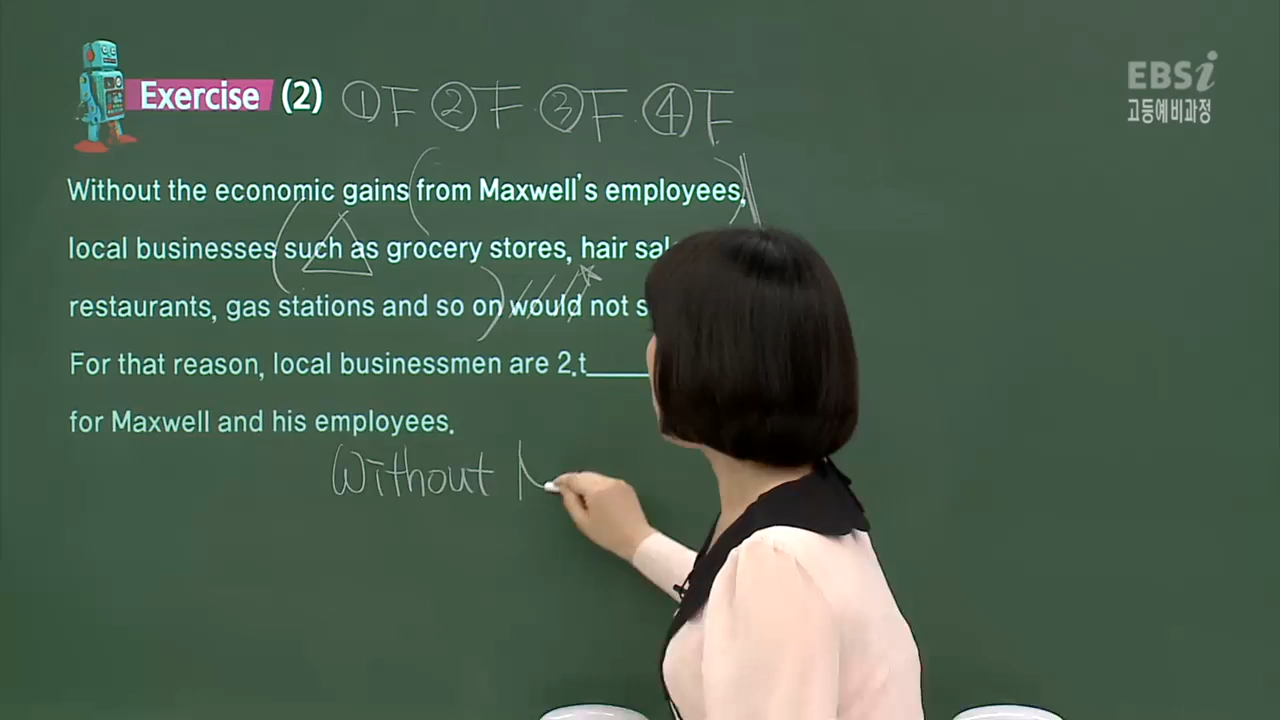 Exercise (2) ①F ②F ③F ④F
EBSi
고등예비과정
Without the economic gains from Maxwell's employees,
local businesses such as grocery stores, hair
restaurants, gas stations and so on would not
For that reason, local businessmen are 2.t____
for Maxwell and his employees.
Without